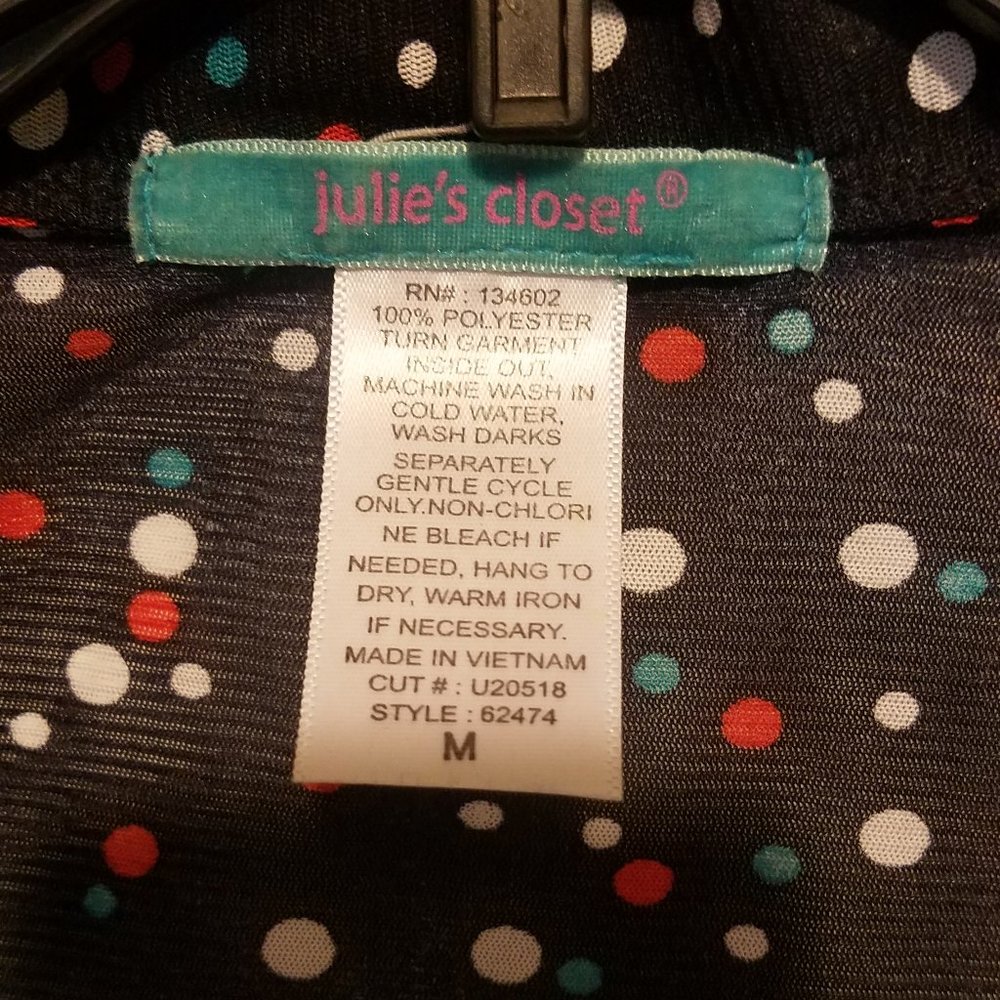 julie's closet®
RN# : 134602
100% POLYESTER
TURN GARMENT
INSIDE OUT,
MACHINE WASH IN
COLD WATER,
WASH DARKS
SEPARATELY
GENTLE CYCLE
ONLY.NON-CHLORI
NE BLEACH IF
NEEDED, HANG TO
DRY, WARM IRON
IF NECESSARY.
MADE IN VIETNAM
CUT # : U20518
STYLE : 62474
M